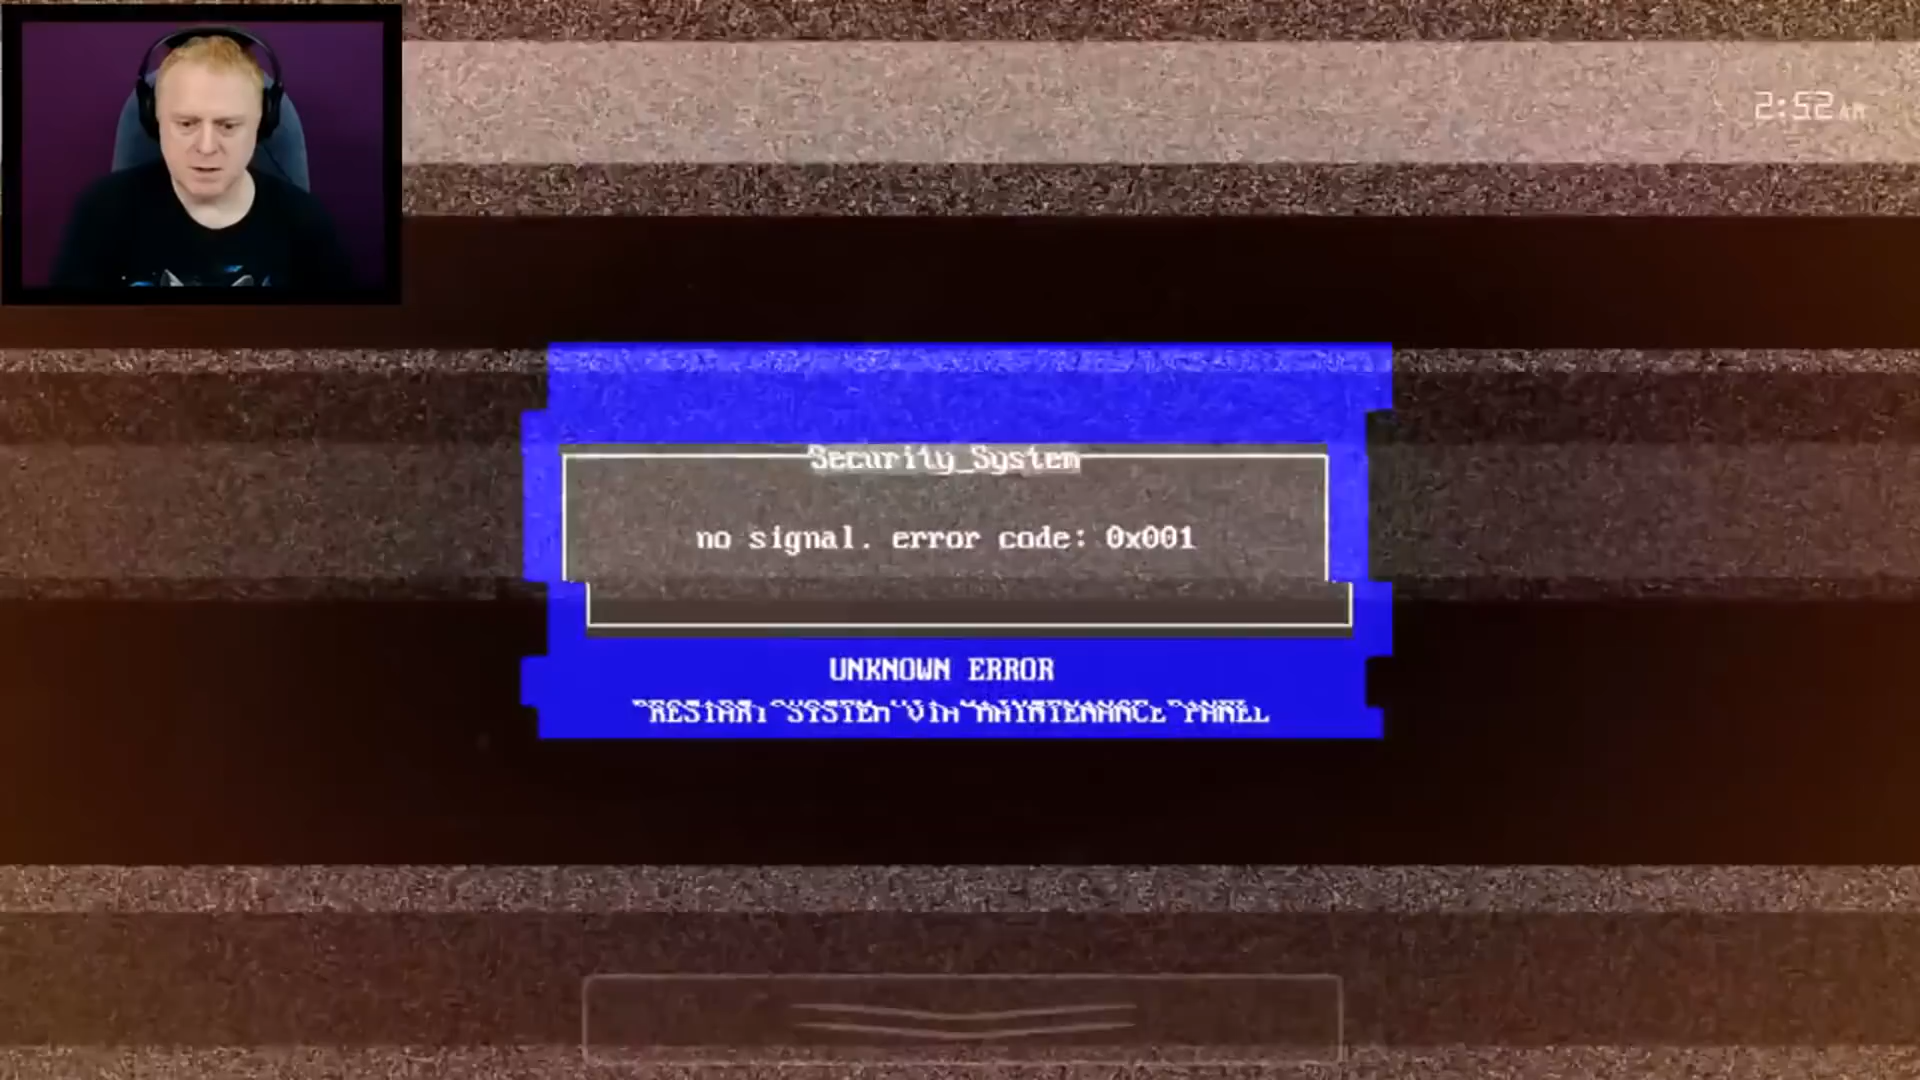 2:52 AM
Security_System
no signal. error code: 0x001
UNKNOWN ERROR
RESTART SYSTEM VIA MAINTENANCE PANEL